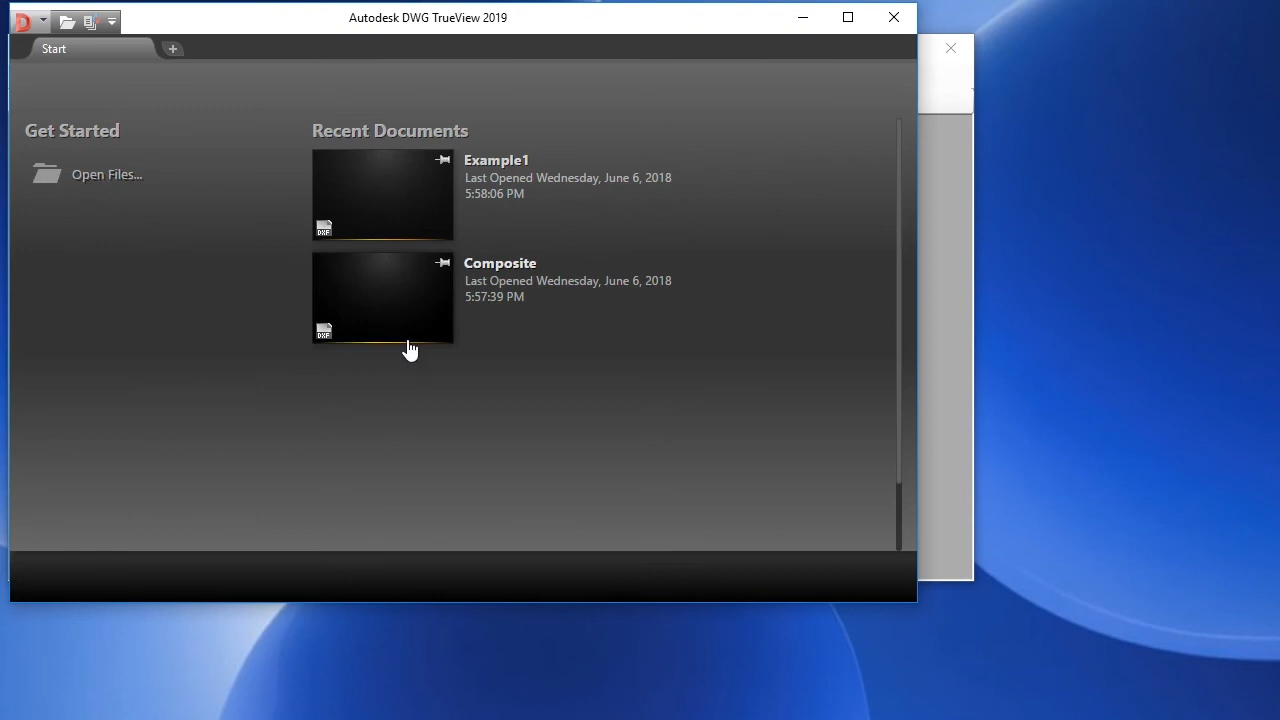 D
Autodesk DWG TrueView 2019
Start
Get Started
Open Files...
Recent Documents
Example1
Last Opened Wednesday, June 6, 2018
5:58:06 PM
DXF
Composite
Last Opened Wednesday, June 6, 2018
5:57:39 PM
DXF